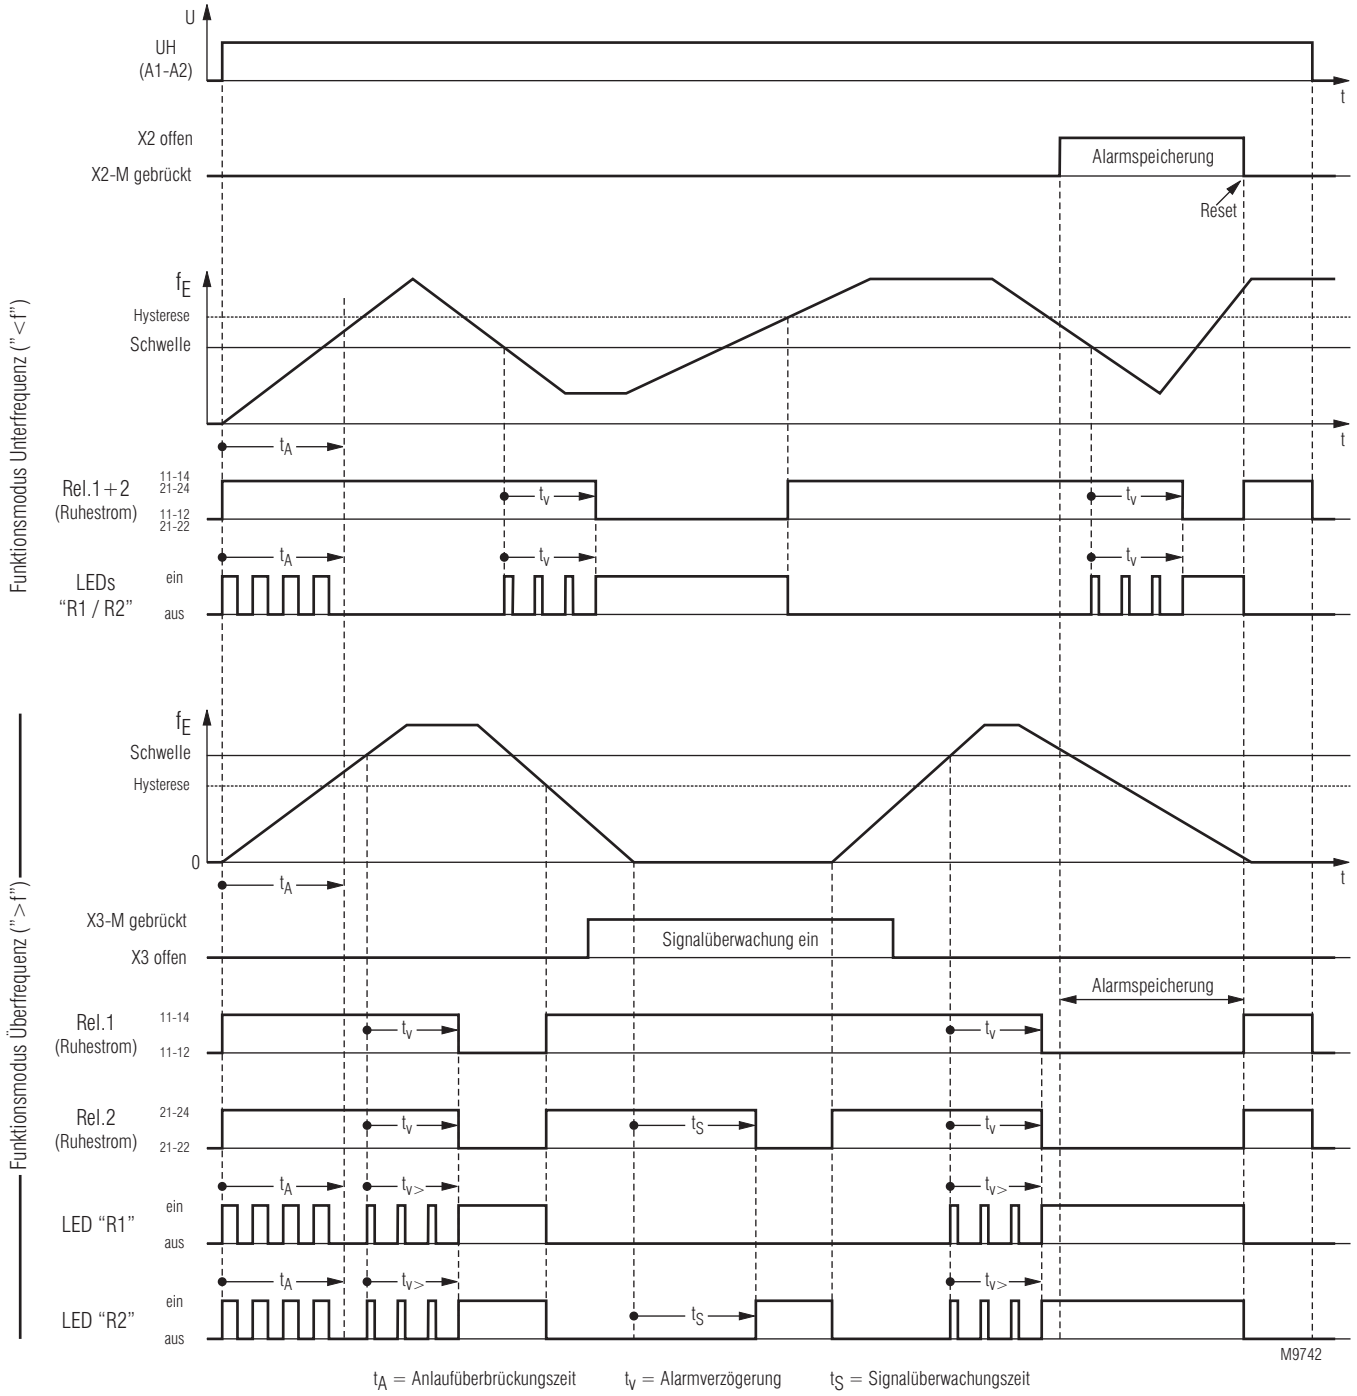 U
UH
(A1-A2)
t
X2 offen
Alarmspeicherung
X2-M gebrückt
Reset
Funktionsmodus Unterfrequenz ("<f")
fE
Hysterese
Schwelle
t
tA
Rel.1+2
(Ruhestrom)
11-14
21-24
11-12
21-22
tv
tv
tA
tv
tv
LEDs
"R1 / R2"
ein
aus
Funktionsmodus Überfrequenz (">f")
fE
Schwelle
Hysterese
0
t
tA
X3-M gebrückt
Signalüberwachung ein
X3 offen
Alarmspeicherung
Rel.1
(Ruhestrom)
11-14
11-12
tv
tv
Rel.2
(Ruhestrom)
21-24
21-22
tv
tS
tv
tA
tv>
tv>
LED "R1"
ein
aus
tA
tv>
tv>
LED "R2"
ein
aus
tS
M9742
tA = Anlaufüberbrückungszeit tv = Alarmverzögerung tS = Signalüberwachungszeit